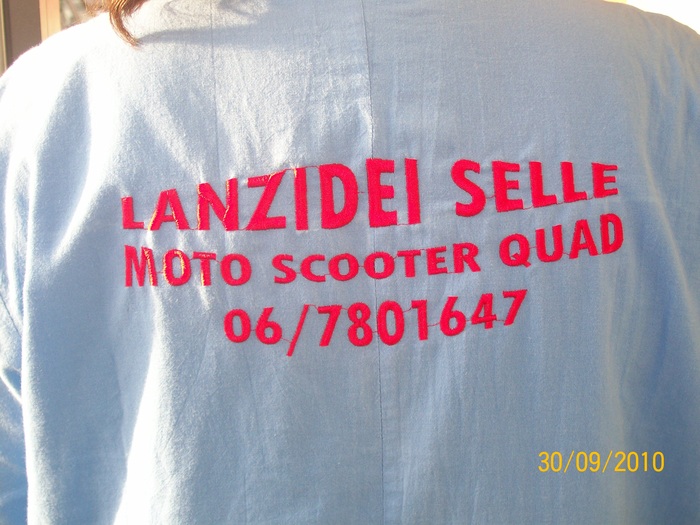 LANZIDEI SELLE
MOTO SCOOTER QUAD
06/7801647
30/09/2010